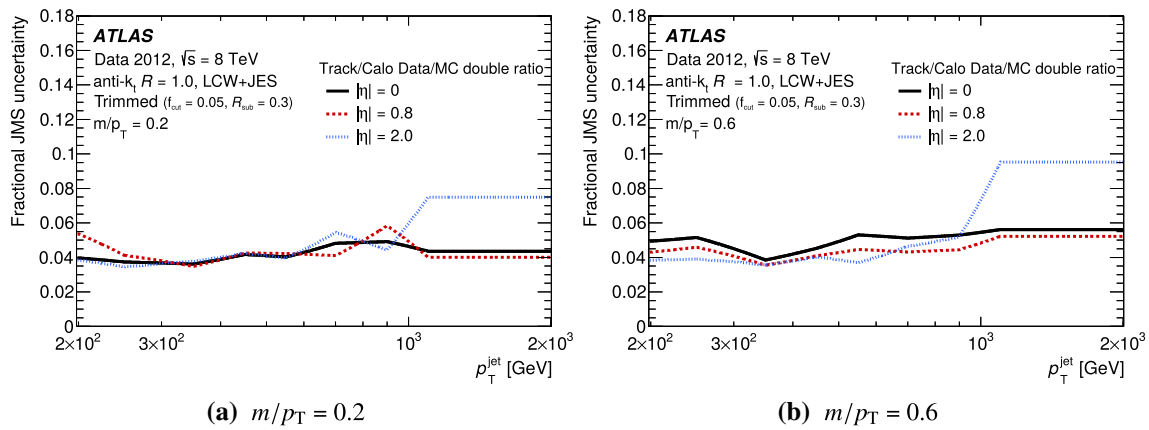 Fractional JMS uncertainty
0.18
0.16
0.14
0.12
0.1
0.08
0.06
0.04
0.02
0
ATLAS
Data 2012, √s = 8 TeV
anti-kt R = 1.0, LCW+JES
Trimmed (fcut = 0.05, Rsub = 0.3)
m/pT = 0.2
Track/Calo Data/MC double ratio
|η| = 0
|η| = 0.8
|η| = 2.0
2×10² 3×10² 10³ 2×10³
pTjet [GeV]
(a) m/pT = 0.2
Fractional JMS uncertainty
0.18
0.16
0.14
0.12
0.1
0.08
0.06
0.04
0.02
0
ATLAS
Data 2012, √s = 8 TeV
anti-kt R = 1.0, LCW+JES
Trimmed (fcut = 0.05, Rsub = 0.3)
m/pT = 0.6
Track/Calo Data/MC double ratio
|η| = 0
|η| = 0.8
|η| = 2.0
2×10² 3×10² 10³ 2×10³
pTjet [GeV]
(b) m/pT = 0.6